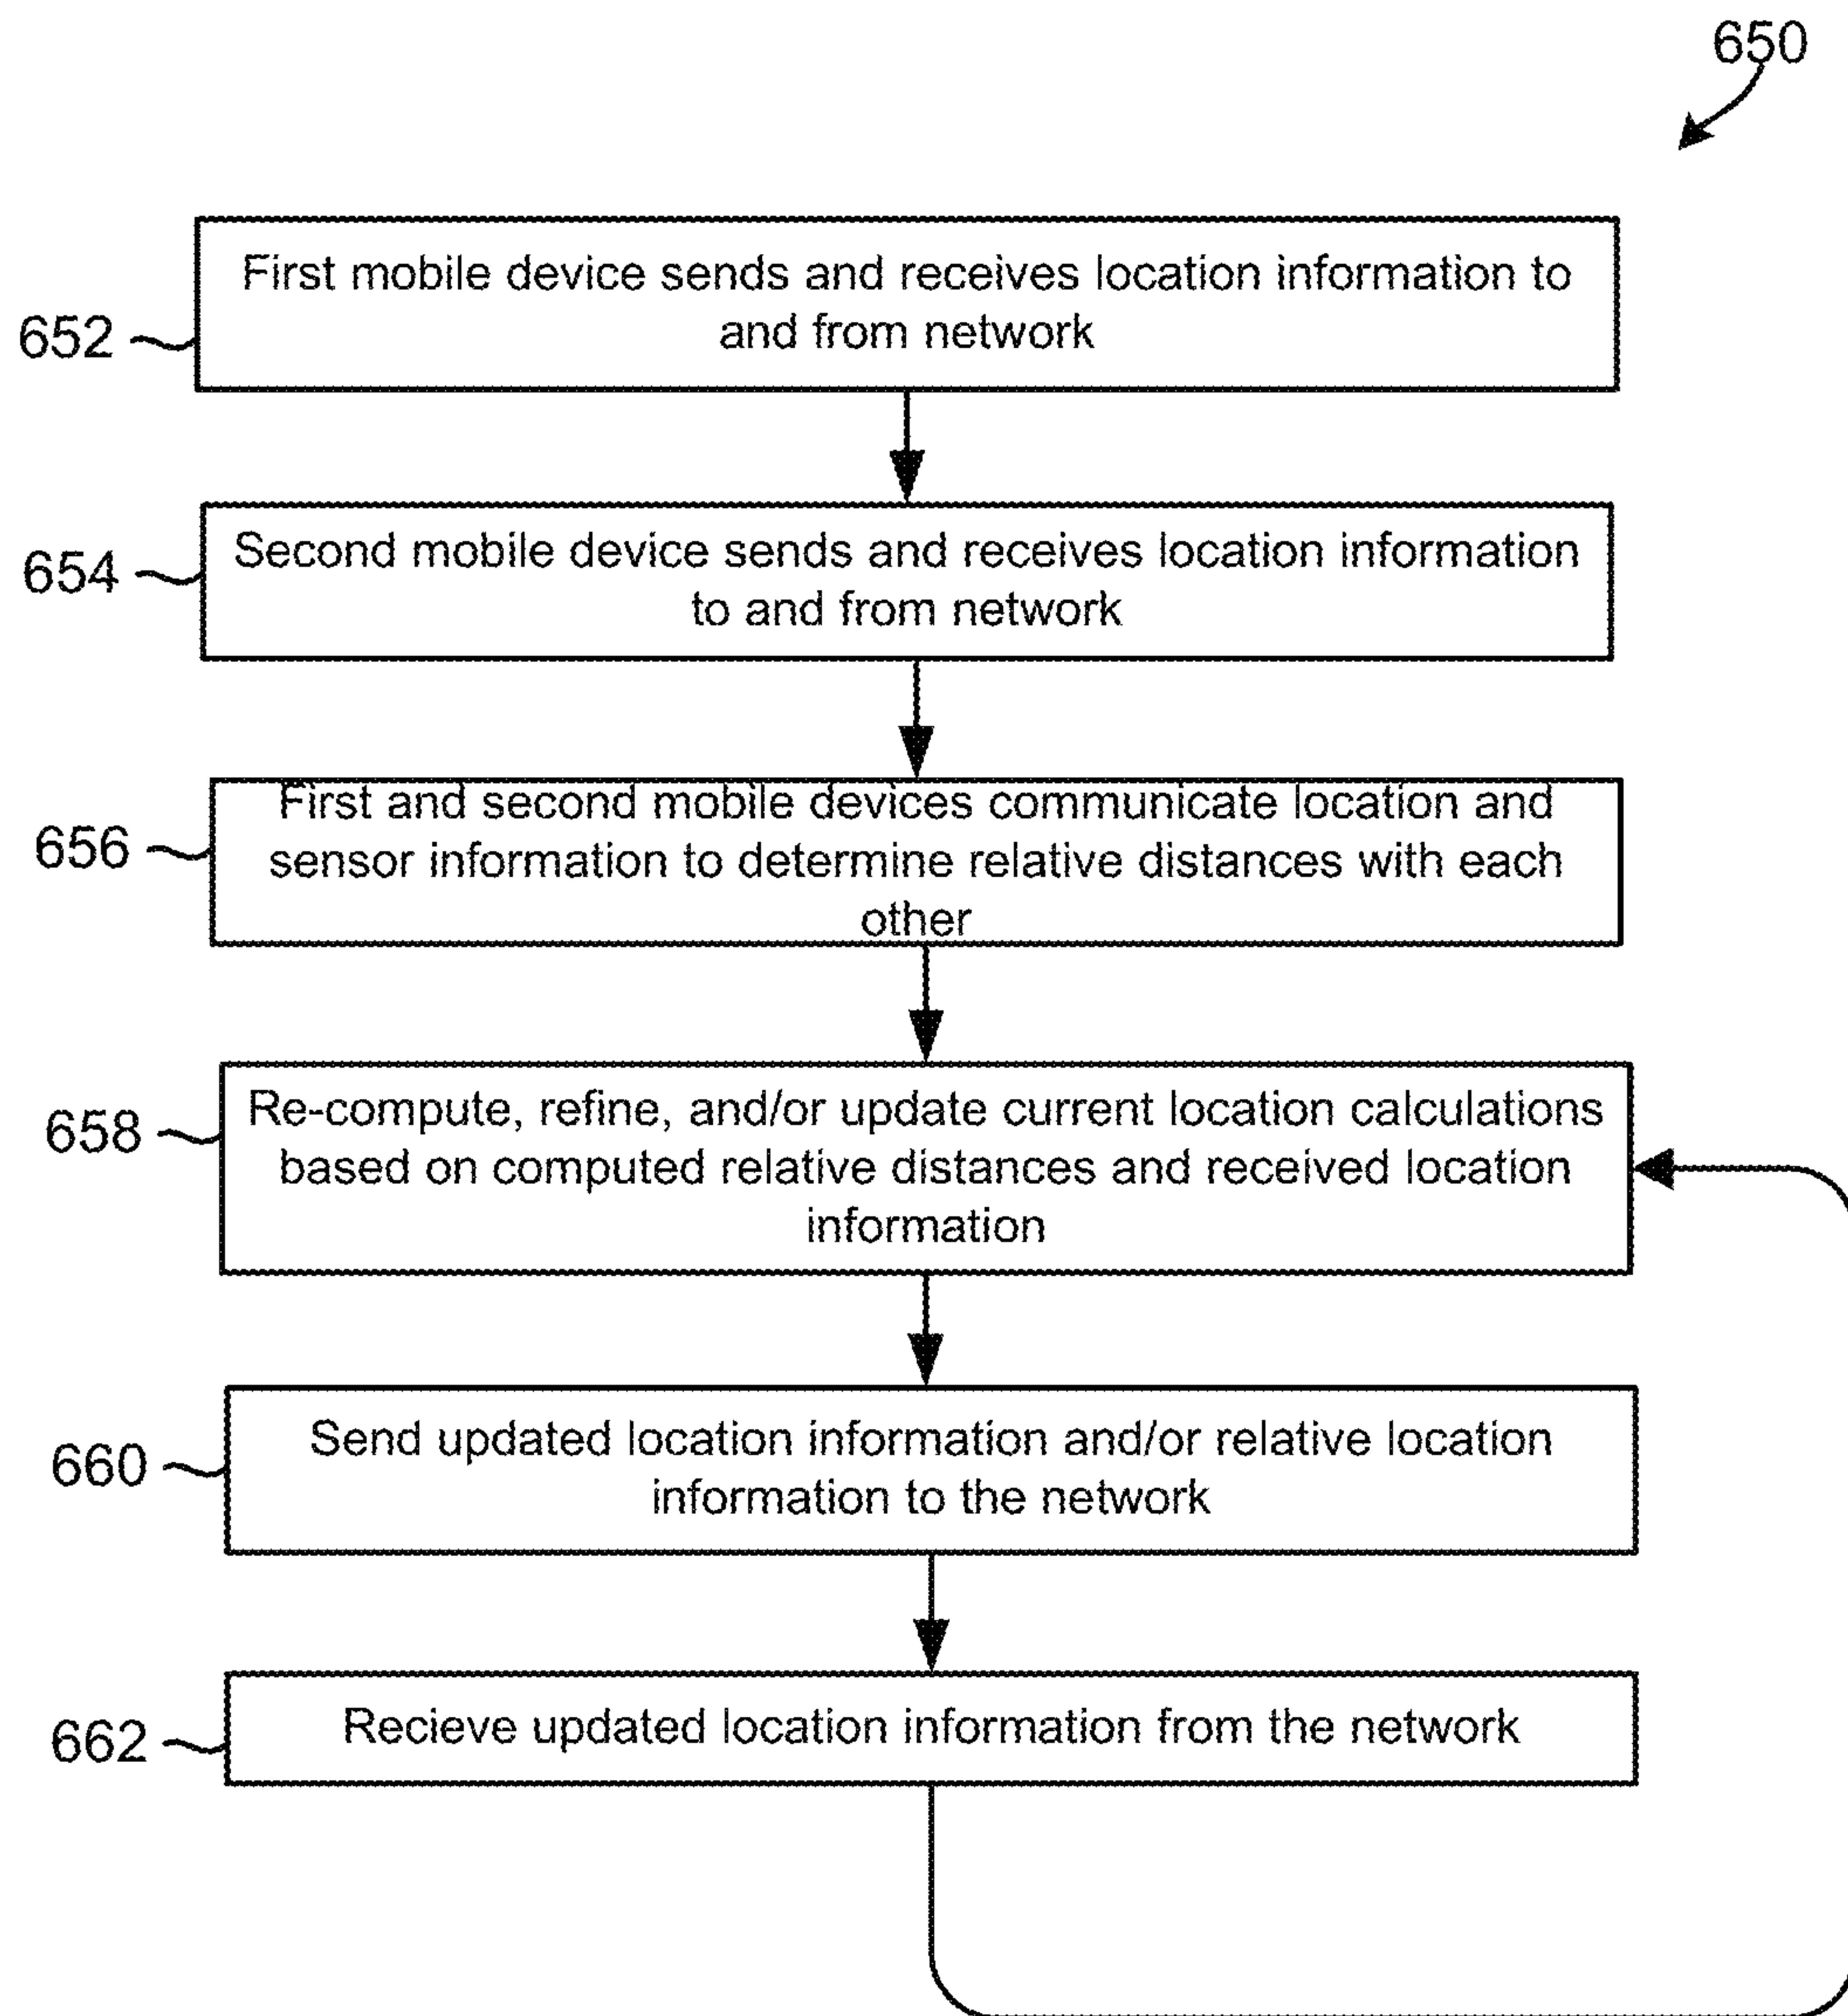 650
First mobile device sends and receives location information to
and from network
652
Second mobile device sends and receives location information
to and from network
654
First and second mobile devices communicate location and
sensor information to determine relative distances with each
other
656
Re-compute, refine, and/or update current location calculations
based on computed relative distances and received location
information
658
Send updated location information and/or relative location
information to the network
660
Recieve updated location information from the network
662